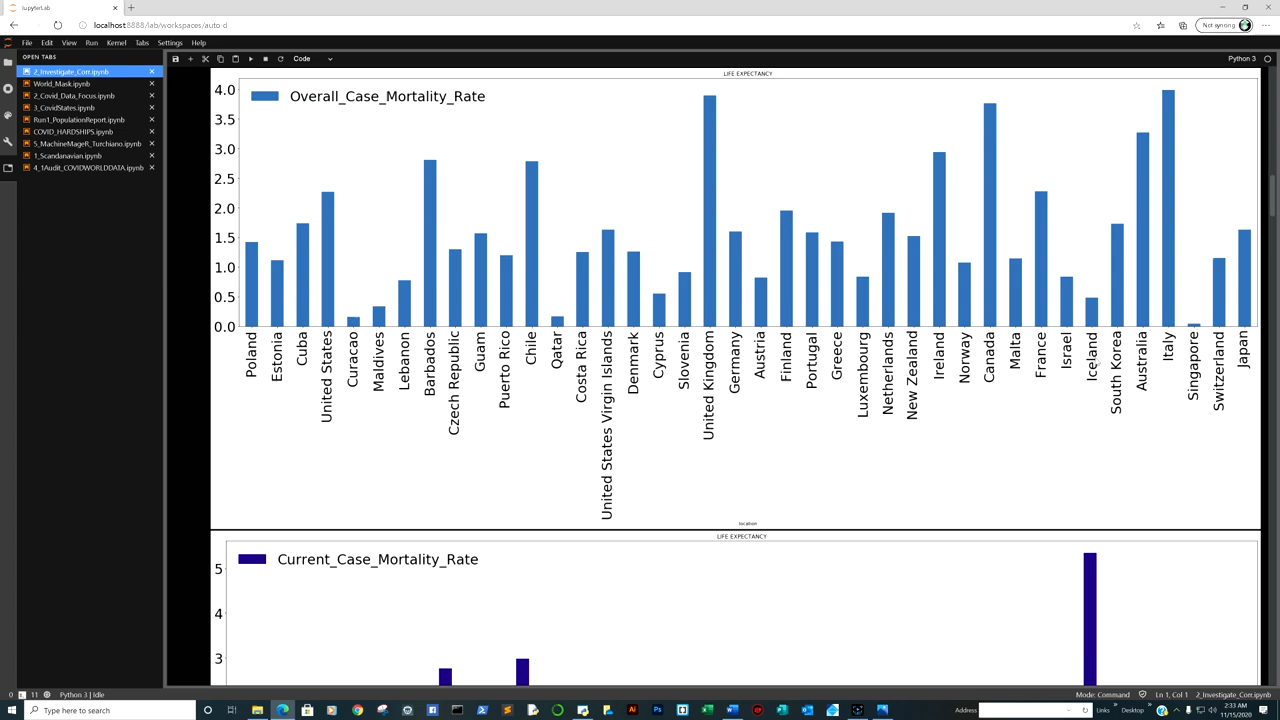 JupyterLab
localhost:8888/lab/workspaces/auto-d
Not syncing
File Edit View Run Kernel Tabs Settings Help
OPEN TABS
2_Investigate_Corr.ipynb
World_Mask.ipynb
2_Covid_Data_Focus.ipynb
3_CovidStates.ipynb
Run1_PopulationReport.ipynb
COVID_HARDSHIPS.ipynb
5_MachineMageR_Turchiano.ipynb
1_Scandanavian.ipynb
4_1Audit_COVIDWORLDDATA.ipynb
Code
Python 3
LIFE EXPECTANCY
Overall_Case_Mortality_Rate
4.0
3.5
3.0
2.5
2.0
1.5
1.0
0.5
0.0
Poland
Estonia
Cuba
United States
Curacao
Maldives
Lebanon
Barbados
Czech Republic
Guam
Puerto Rico
Chile
Qatar
Costa Rica
United States Virgin Islands
Denmark
Cyprus
Slovenia
United Kingdom
Germany
Austria
Finland
Portugal
Greece
Luxembourg
Netherlands
New Zealand
Ireland
Norway
Canada
Malta
France
Israel
Iceland
South Korea
Australia
Italy
Singapore
Switzerland
Japan
location
LIFE EXPECTANCY
Current_Case_Mortality_Rate
5
4
3
0 11 Python 3 | Idle
Mode: Command Ln 1, Col 1 2_Investigate_Corr.ipynb
Type here to search
Address Links Desktop
2:33 AM
11/15/2020